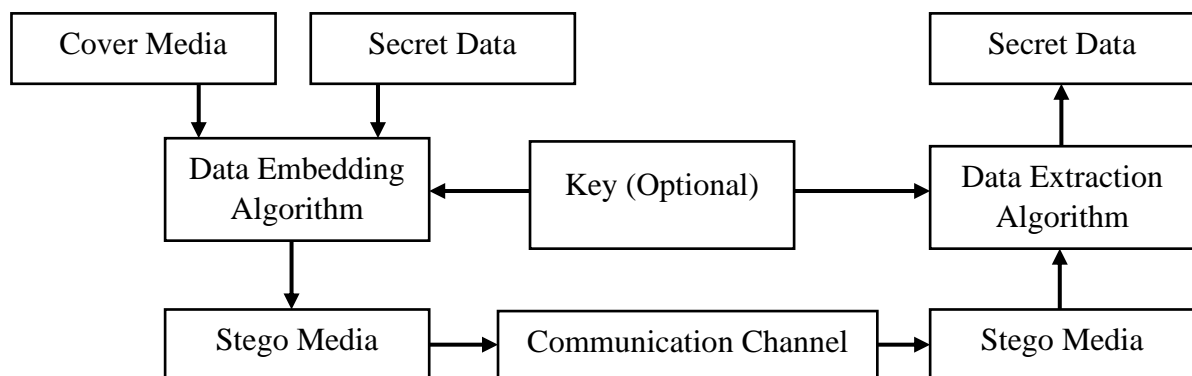 Cover Media
Secret Data
Secret Data
Data Embedding
Algorithm
Key (Optional)
Data Extraction
Algorithm
Stego Media
Communication Channel
Stego Media